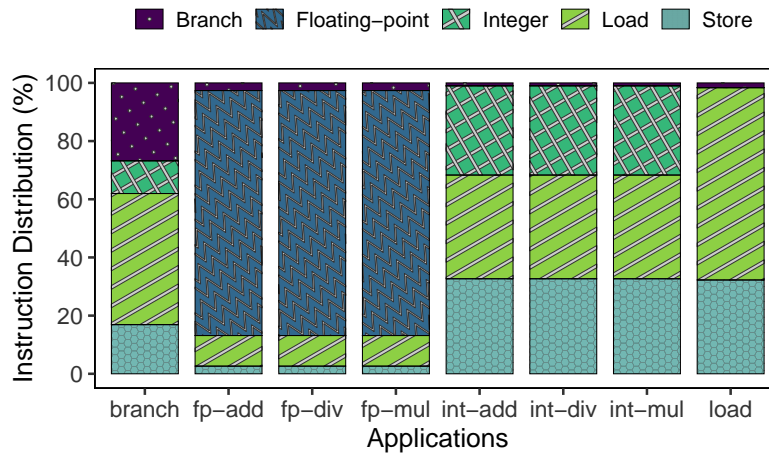 Branch Floating-point Integer Load Store
Instruction Distribution (%)
100
80
60
40
20
0
branch fp-add fp-div fp-mul int-add int-div int-mul load
Applications